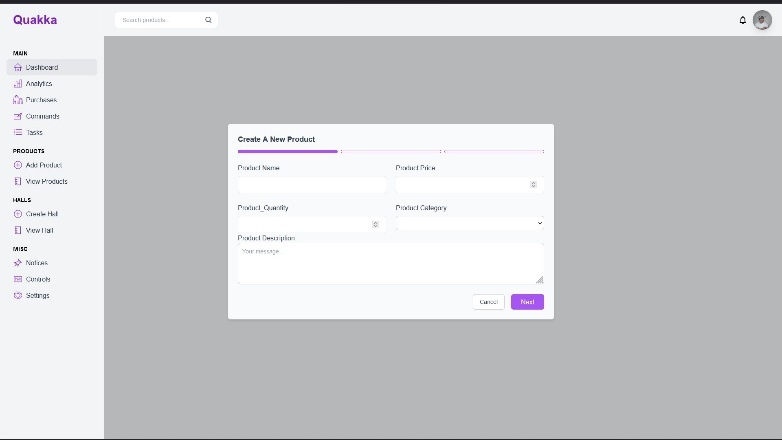 Quakka
Search products..
MAIN
Dashboard
Analytics
Purchases
Commands
Tasks
PRODUCTS
Add Product
View Products
HALLS
Create Hall
View Hall
MISC
Notices
Controls
Settings
Create A New Product
Product Name
Product Price
Product_Quantity
Product Category
Product Description
Your message...
Cancel
Next